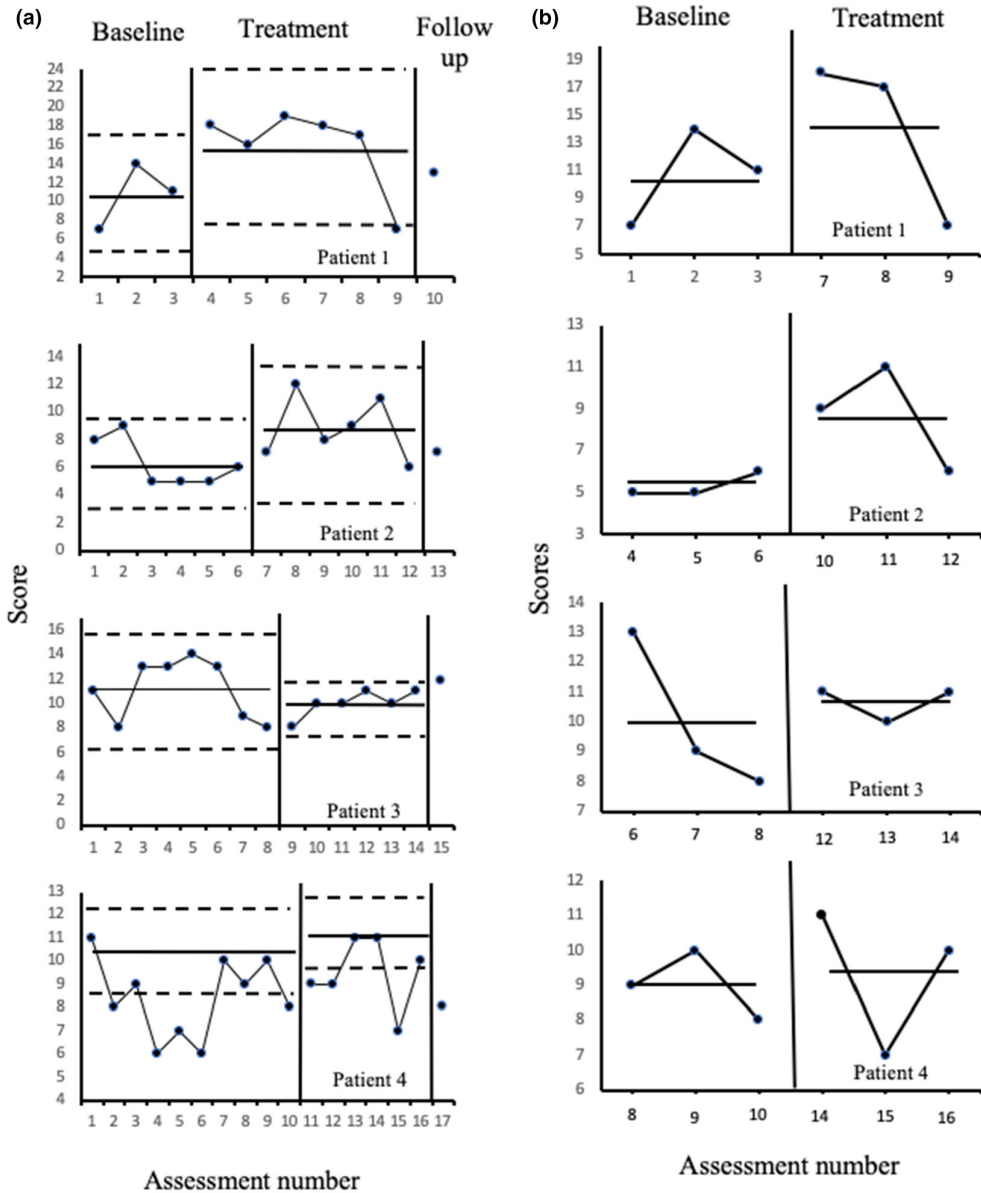 (a)
Baseline Treatment Follow up
24
22
20
18
16
14
12
10
8
6
4
2
Patient 1
1 2 3 4 5 6 7 8 9 10
14
12
10
8
6
4
2
0
Patient 2
1 2 3 4 5 6 7 8 9 10 11 12 13
Score
16
14
12
10
8
6
4
2
0
Patient 3
1 2 3 4 5 6 7 8 9 10 11 12 13 14 15
13
12
11
10
9
8
7
6
5
4
Patient 4
1 2 3 4 5 6 7 8 9 10 11 12 13 14 15 16 17
Assessment number
(b)
Baseline Treatment
19
17
15
13
11
9
7
5
Patient 1
1 2 3 7 8 9
13
11
9
7
5
3
Patient 2
4 5 6 10 11 12
Scores
14
13
12
11
10
9
8
7
Patient 3
6 7 8 12 13 14
12
11
10
9
8
7
6
Patient 4
8 9 10 14 15 16
Assessment number